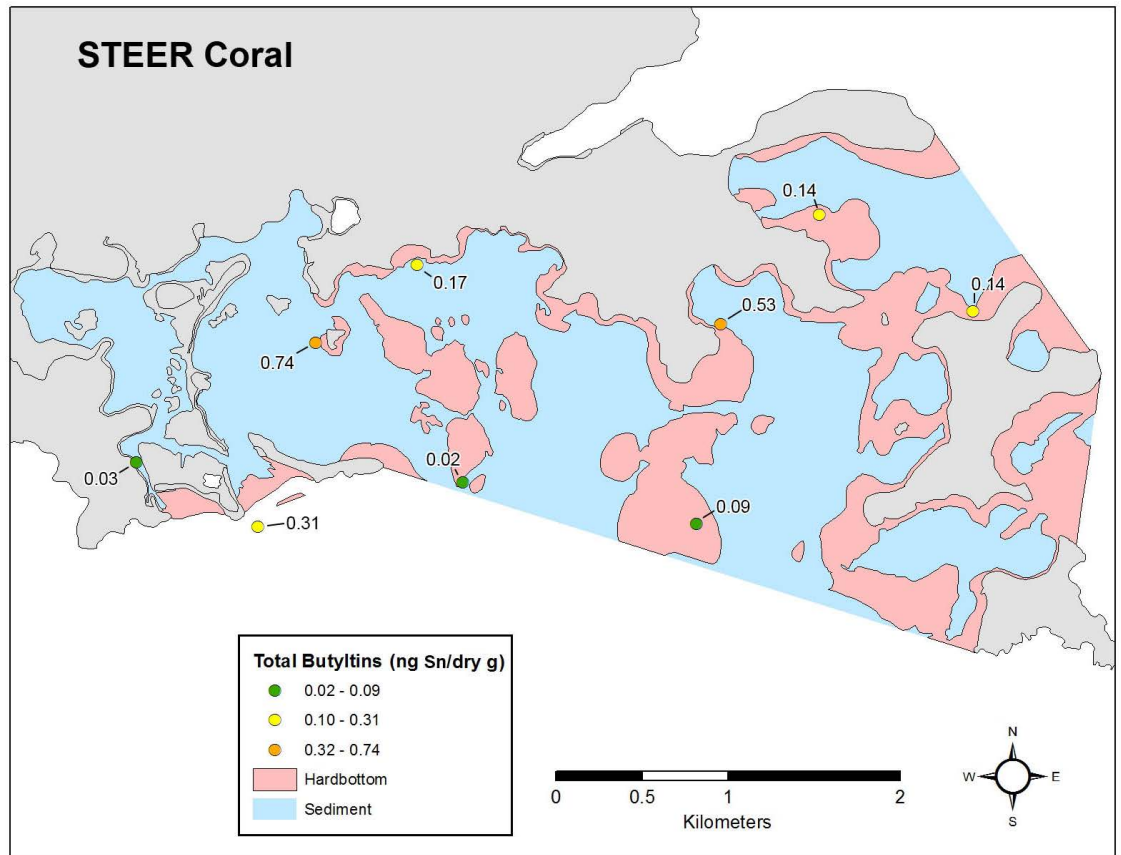 STEER Coral
0.14
0.17
0.14
0.53
0.74
0.02
0.03
0.09
0.31
Total Butyltins (ng Sn/dry g)
0.02 - 0.09
0.10 - 0.31
0.32 - 0.74
Hardbottom
Sediment
0 0.5 1 2
Kilometers
N
W E
S